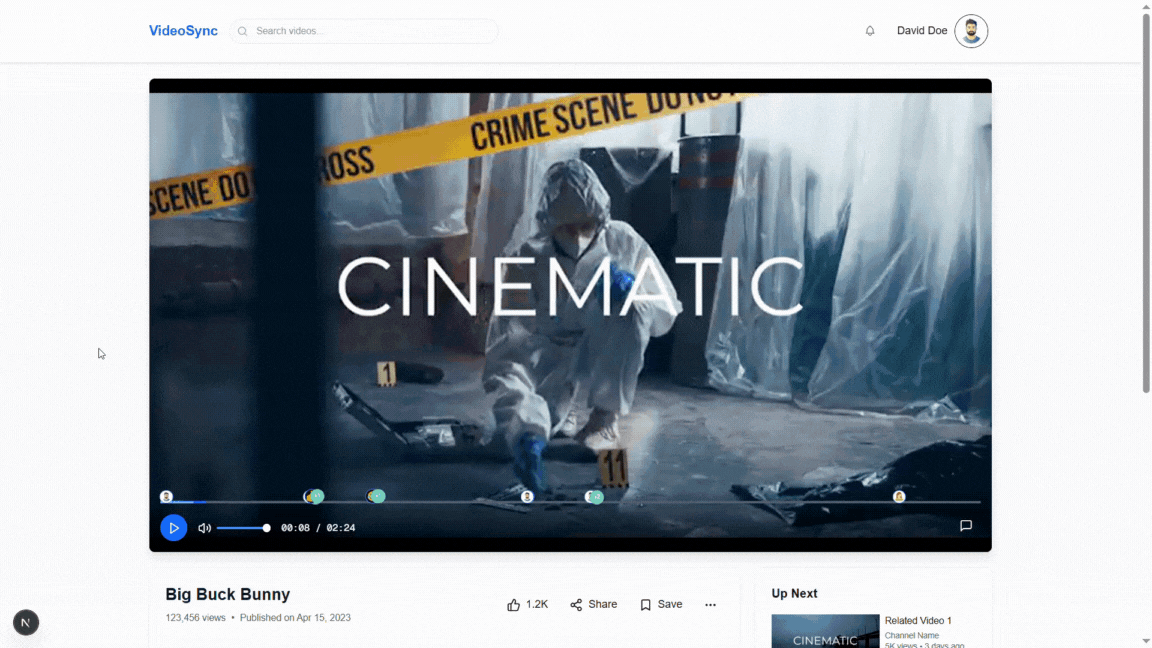 VideoSync
Search videos...
David Doe
CRIME SCENE DO NOT
ROSS
SCENE DO
CINEMATIC
1
11
00:08 / 02:24
Big Buck Bunny
123,456 views • Published on Apr 15, 2023
1.2K
Share
Save
Up Next
CINEMATIC
Related Video 1
Channel Name
5K views • 3 days ago
N